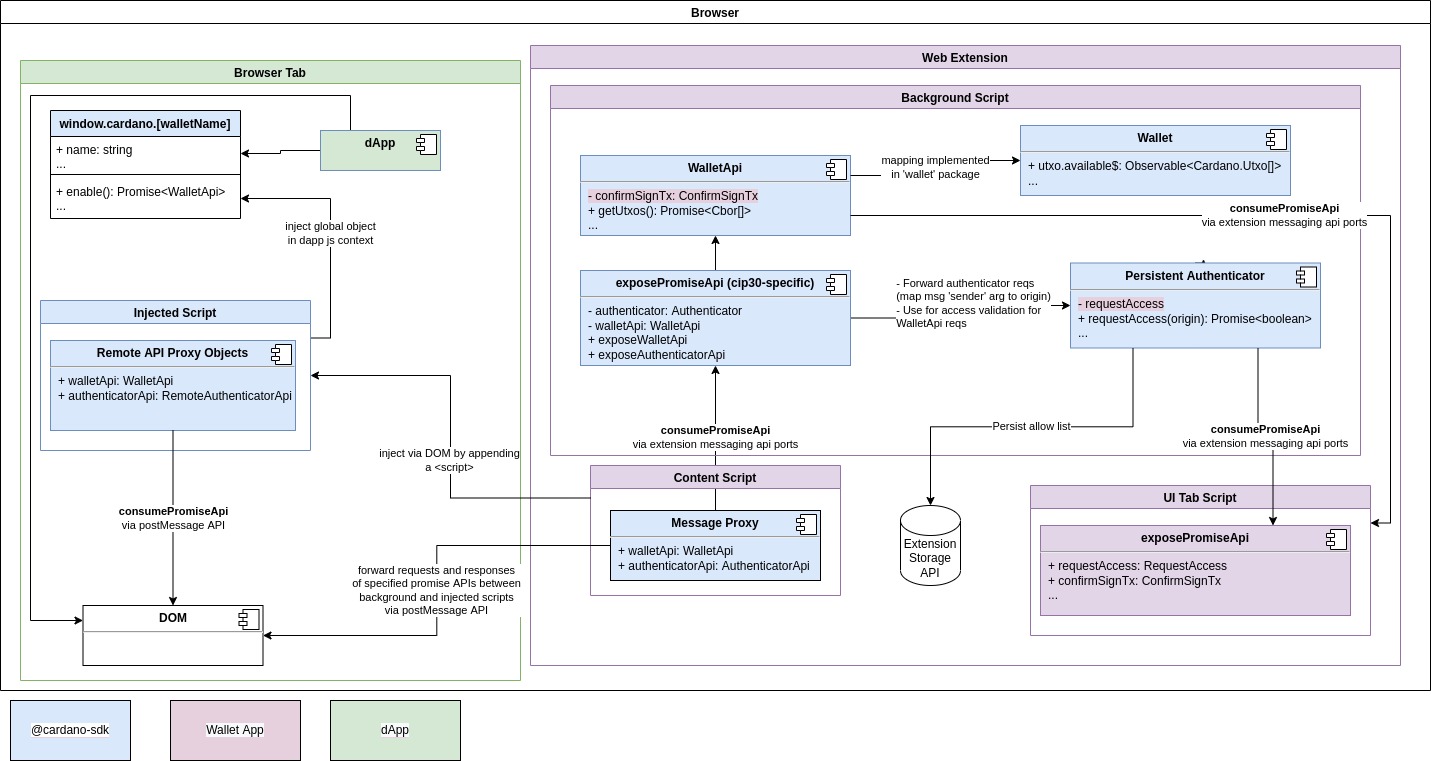 Browser
Browser Tab
window.cardano.[walletName]
+ name: string
...
+ enable(): Promise<WalletApi>
...
dApp
inject global object
in dapp js context
Injected Script
Remote API Proxy Objects
+ walletApi: WalletApi
+ authenticatorApi: RemoteAuthenticatorApi
consumePromiseApi
via postMessage API
DOM
inject via DOM by appending
a <script>
forward requests and responses
of specified promise APIs between
background and injected scripts
via postMessage API
Web Extension
Background Script
WalletApi
- confirmSignTx: ConfirmSignTx
+ getUtxos(): Promise<Cbor[]>
...
mapping implemented
in 'wallet' package
Wallet
+ utxo.available$: Observable<Cardano.Utxo[]>
...
consumePromiseApi
via extension messaging api ports
exposePromiseApi (cip30-specific)
- authenticator: Authenticator
- walletApi: WalletApi
+ exposeWalletApi
+ exposeAuthenticatorApi
- Forward authenticator reqs
(map msg 'sender' arg to origin)
- Use for access validation for
WalletApi reqs
Persistent Authenticator
- requestAccess
+ requestAccess(origin): Promise<boolean>
...
consumePromiseApi
via extension messaging api ports
Persist allow list
consumePromiseApi
via extension messaging api ports
Content Script
Message Proxy
+ walletApi: WalletApi
+ authenticatorApi: AuthenticatorApi
Extension
Storage
API
UI Tab Script
exposePromiseApi
+ requestAccess: RequestAccess
+ confirmSignTx: ConfirmSignTx
...
@cardano-sdk
Wallet App
dApp